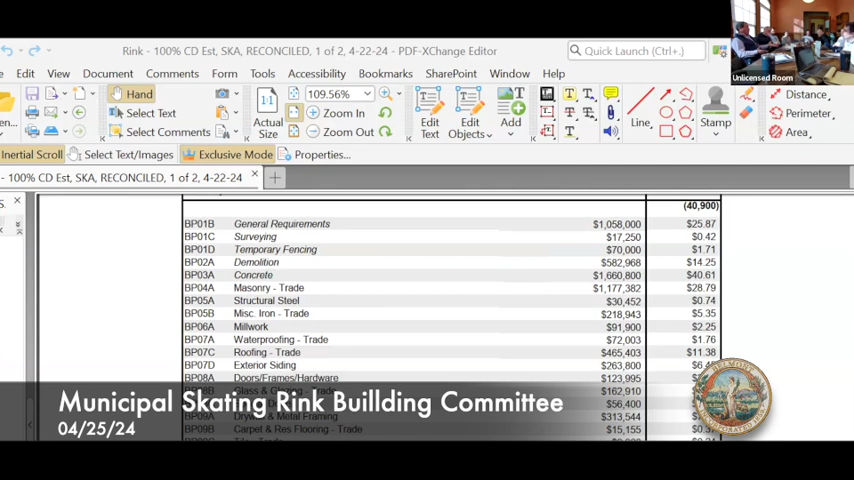 Rink - 100% CD Est, SKA, RECONCILED, 1 of 2, 4-22-24 - PDF-XChange Editor
Quick Launch (Ctrl+.)
Unlicensed Room
Edit View Document Comments Form Tools Accessibility Bookmarks SharePoint Window Help
Hand
109.56%
Distance
Select Text
Zoom In
Perimeter
Select Comments
Actual Size
Zoom Out
Edit Text
Edit Objects
Add
Line
Stamp
Area
Inertial Scroll Select Text/Images Exclusive Mode Properties...
- 100% CD Est, SKA, RECONCILED, 1 of 2, 4-22-24
(40,900)
BP01B General Requirements $1,058,000 $25.87
BP01C Surveying $17,250 $0.42
BP01D Temporary Fencing $70,000 $1.71
BP02A Demolition $582,968 $14.25
BP03A Concrete $1,660,800 $40.61
BP04A Masonry - Trade $1,177,382 $28.79
BP05A Structural Steel $30,452 $0.74
BP05B Misc. Iron - Trade $218,943 $5.35
BP06A Millwork $91,900 $2.25
BP07A Waterproofing - Trade $72,003 $1.76
BP07C Roofing - Trade $465,403 $11.38
BP07D Exterior Siding $263,800
BP08A Doors/Frames/Hardware $123,995
BP08B Glass & Glazing - Trade $162,910
$56,400
BP09A Drywall & Metal Framing $313,544
BP09B Carpet & Res Flooring - Trade $15,155
Municipal Skating Rink Buillding Committee
04/25/24